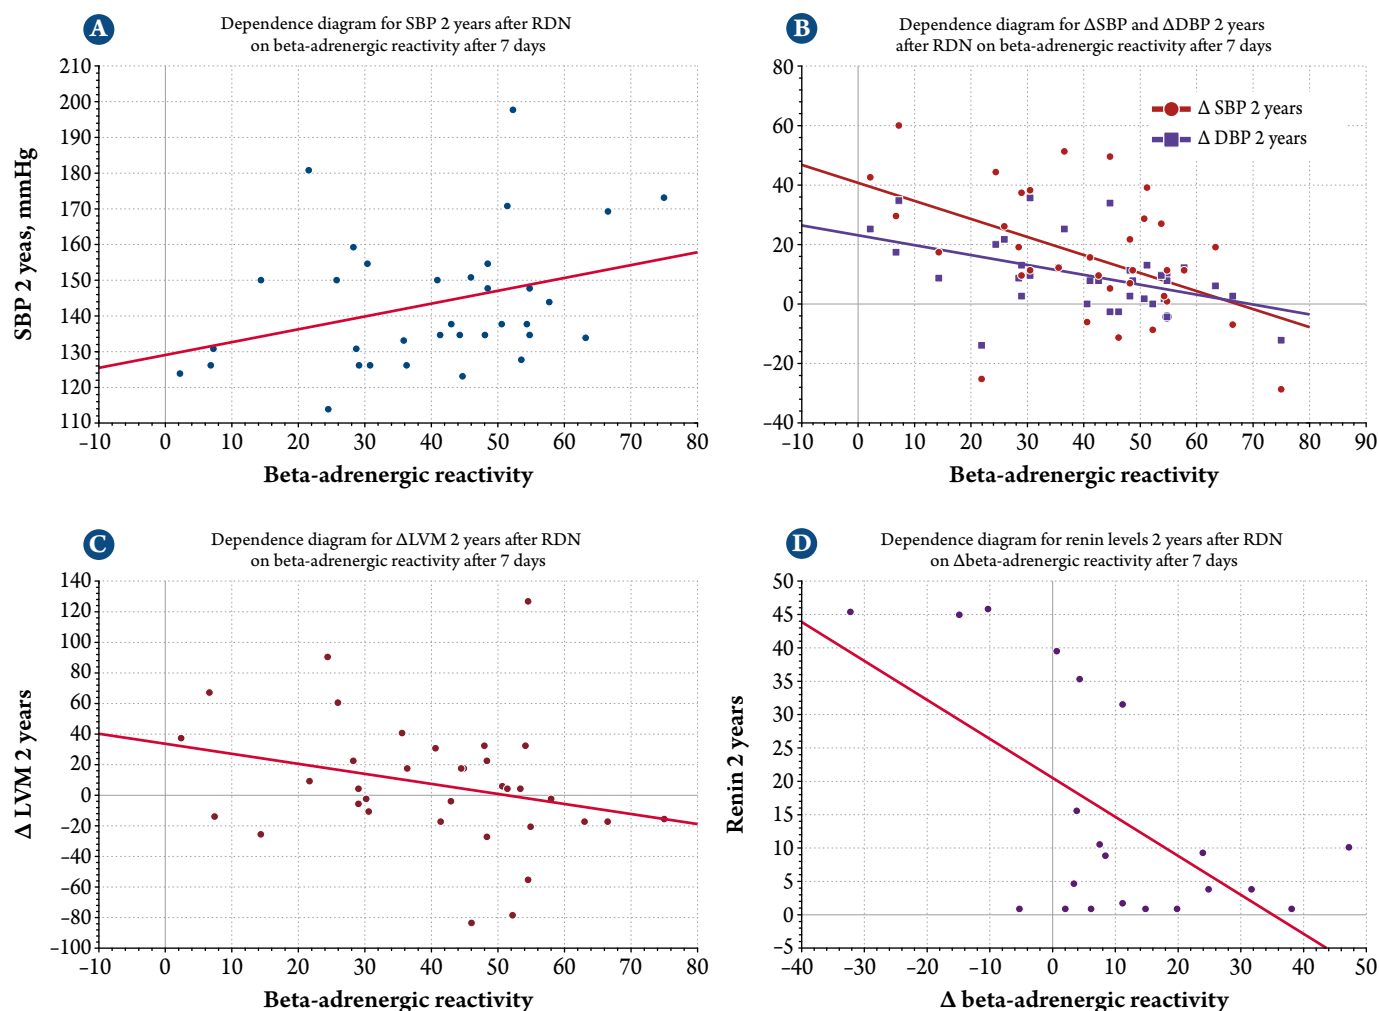 A
Dependence diagram for SBP 2 years after RDN
on beta-adrenergic reactivity after 7 days
SBP 2 yeas, mmHg
210
200
190
180
170
160
150
140
130
120
110
–10 0 10 20 30 40 50 60 70 80
Beta-adrenergic reactivity
B
Dependence diagram for ΔSBP and ΔDBP 2 years
after RDN on beta-adrenergic reactivity after 7 days
Δ SBP 2 years
Δ DBP 2 years
80
60
40
20
0
–20
–40
–10 0 10 20 30 40 50 60 70 80 90
Beta-adrenergic reactivity
C
Dependence diagram for ΔLVM 2 years after RDN
on beta-adrenergic reactivity after 7 days
Δ LVM 2 years
140
120
100
80
60
40
20
0
–20
–40
–60
–80
–100
–10 0 10 20 30 40 50 60 70 80
Beta-adrenergic reactivity
D
Dependence diagram for renin levels 2 years after RDN
on Δbeta-adrenergic reactivity after 7 days
Renin 2 years
50
45
40
35
30
25
20
15
10
5
0
–5
–40 –30 –20 –10 0 10 20 30 40 50
Δ beta-adrenergic reactivity